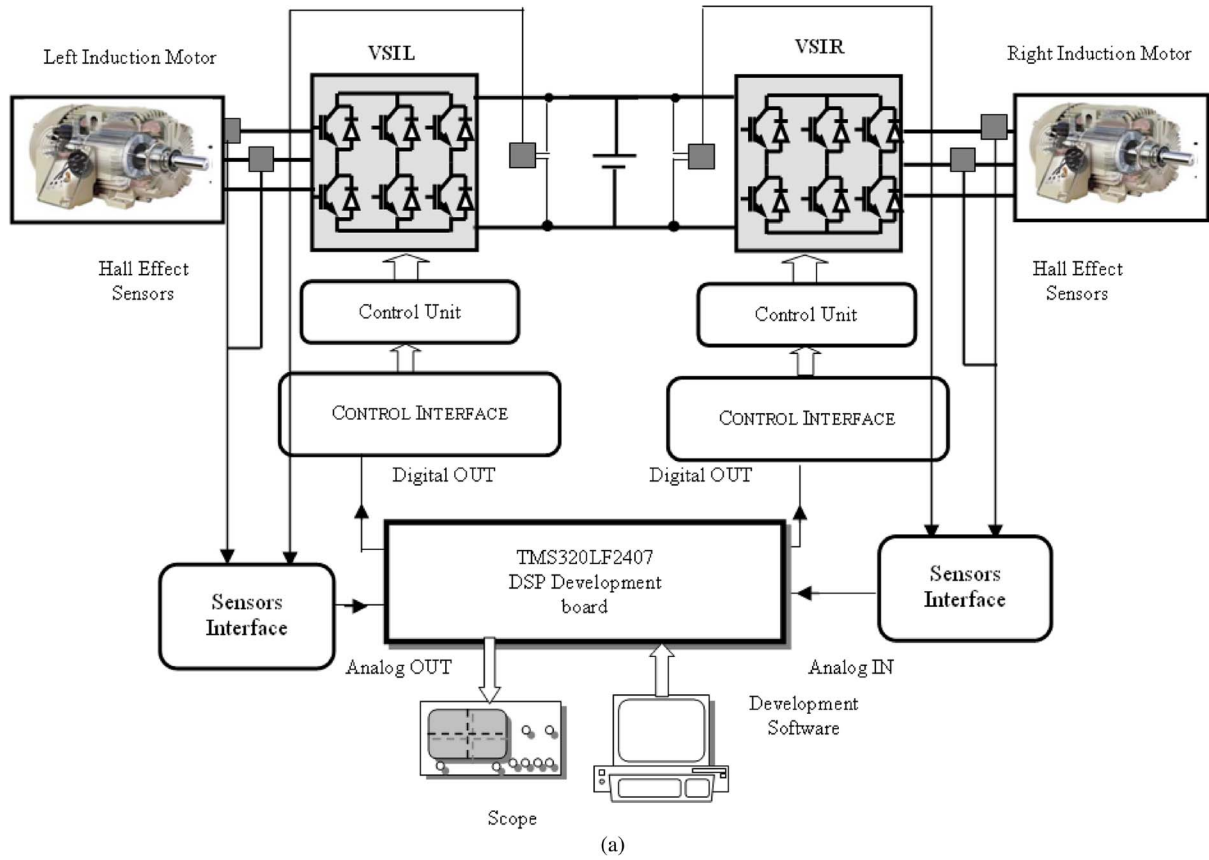 VSIL
VSIR
Left Induction Motor
Right Induction Motor
Hall Effect
Sensors
Hall Effect
Sensors
Control Unit
Control Unit
CONTROL INTERFACE
CONTROL INTERFACE
Digital OUT
Digital OUT
TMS320LF2407
DSP Development
board
Sensors
Interface
Sensors
Interface
Analog OUT
Analog IN
Development
Software
Scope
(a)